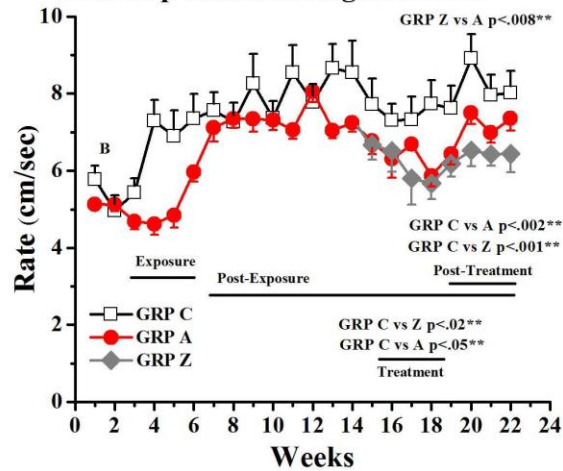 GRP Z vs A p<.008**
B
GRP C vs A p<.002**
GRP C vs Z p<.001**
Exposure
Post-Exposure
Post-Treatment
GRP C
GRP A
GRP Z
GRP C vs Z p<.02**
GRP C vs A p<.05**
Treatment
Rate (cm/sec)
10
8
6
4
2
0
0 2 4 6 8 10 12 14 16 18 20 22 24
Weeks